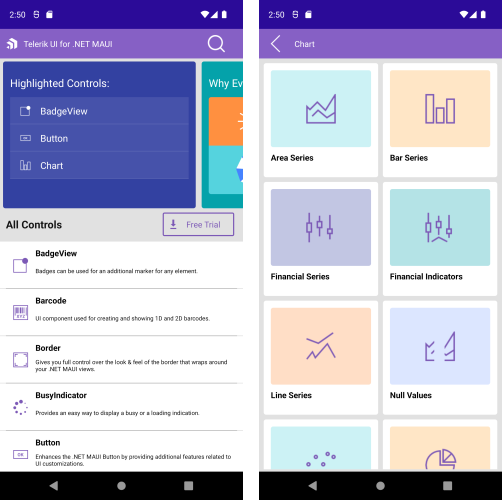 2:50
Telerik UI for .NET MAUI
Highlighted Controls:
BadgeView
Button
Chart
Why Ev
All Controls
Free Trial
BadgeView
Badges can be used for an additional marker for any element.
Barcode
UI component used for creating and showing 1D and 2D barcodes.
Border
Gives you full control over the look & feel of the border that wraps around
your .NET MAUI views.
BusyIndicator
Provides an easy way to display a busy or a loading indication.
Button
OK
Enhances the .NET MAUI Button by providing additional features related to
UI customizations.
2:50
Chart
Area Series
Bar Series
Financial Series
Financial Indicators
Line Series
Null Values